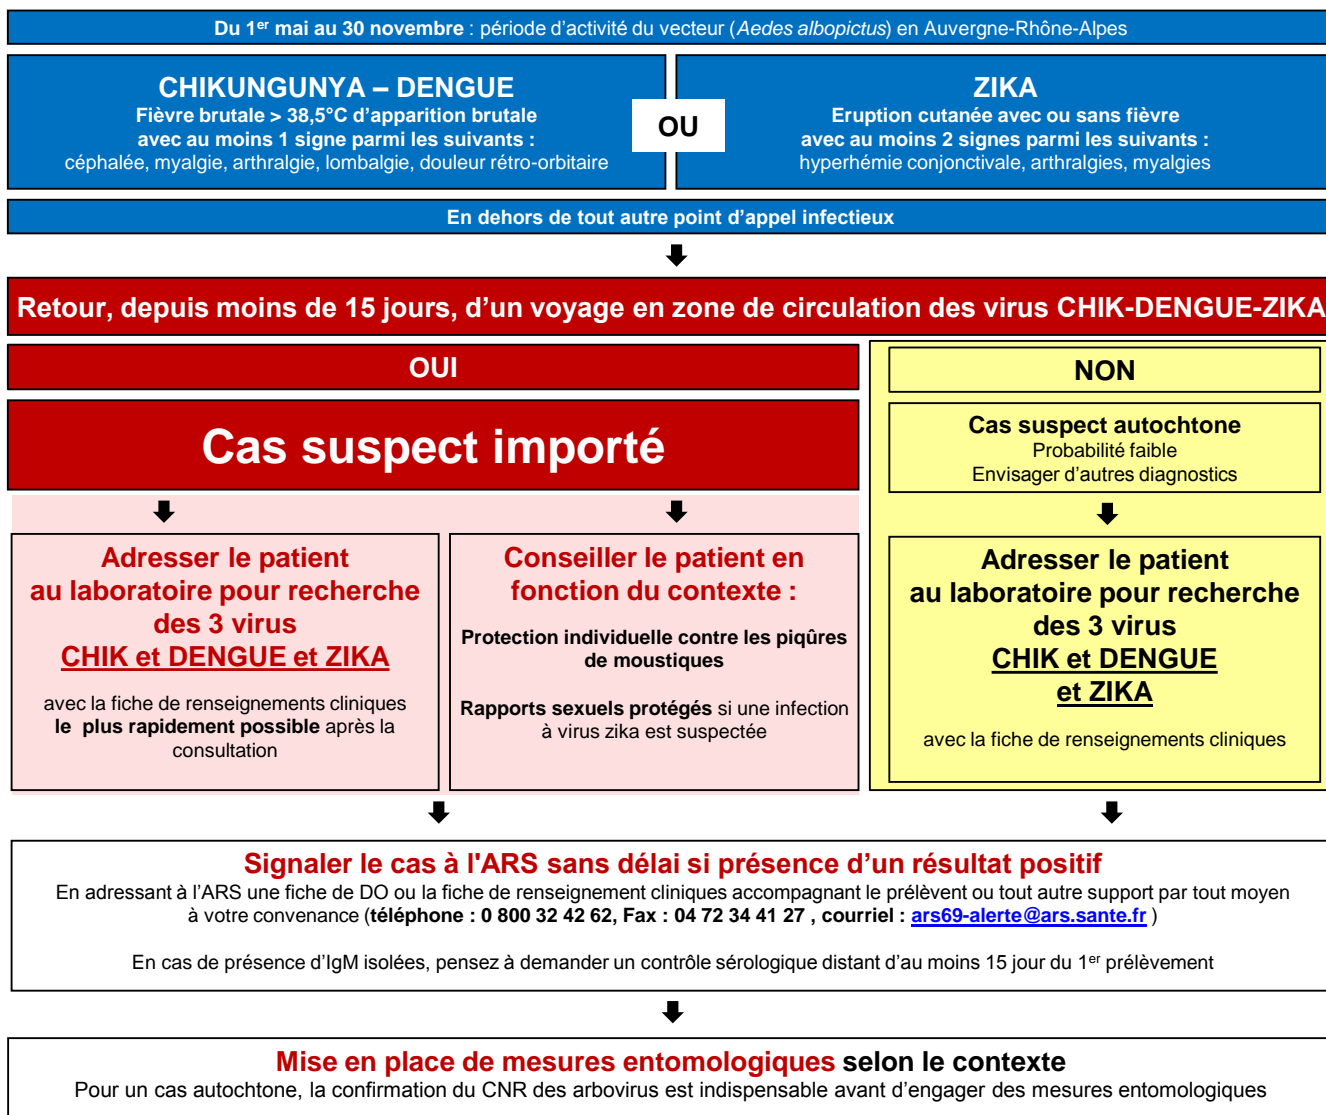 Du 1er mai au 30 novembre : période d'activité du vecteur (Aedes albopictus) en Auvergne-Rhône-Alpes
CHIKUNGUNYA – DENGUE
Fièvre brutale > 38,5°C d'apparition brutale
avec au moins 1 signe parmi les suivants :
céphalée, myalgie, arthralgie, lombalgie, douleur rétro-orbitaire
OU
ZIKA
Eruption cutanée avec ou sans fièvre
avec au moins 2 signes parmi les suivants :
hyperhémie conjonctivale, arthralgies, myalgies
En dehors de tout autre point d'appel infectieux
Retour, depuis moins de 15 jours, d'un voyage en zone de circulation des virus CHIK-DENGUE-ZIKA
OUI
Cas suspect importé
Adresser le patient
au laboratoire pour recherche
des 3 virus
CHIK et DENGUE et ZIKA
avec la fiche de renseignements cliniques
le plus rapidement possible après la
consultation
Conseiller le patient en
fonction du contexte :
Protection individuelle contre les piqûres
de moustiques
Rapports sexuels protégés si une infection
à virus zika est suspectée
NON
Cas suspect autochtone
Probabilité faible
Envisager d'autres diagnostics
Adresser le patient
au laboratoire pour recherche
des 3 virus
CHIK et DENGUE
et ZIKA
avec la fiche de renseignements cliniques
Signaler le cas à l'ARS sans délai si présence d'un résultat positif
En adressant à l'ARS une fiche de DO ou la fiche de renseignement cliniques accompagnant le prélèvent ou tout autre support par tout moyen
à votre convenance (téléphone : 0 800 32 42 62, Fax : 04 72 34 41 27 , courriel : ars69-alerte@ars.sante.fr )
En cas de présence d'IgM isolées, pensez à demander un contrôle sérologique distant d'au moins 15 jour du 1er prélèvement
Mise en place de mesures entomologiques selon le contexte
Pour un cas autochtone, la confirmation du CNR des arbovirus est indispensable avant d'engager des mesures entomologiques